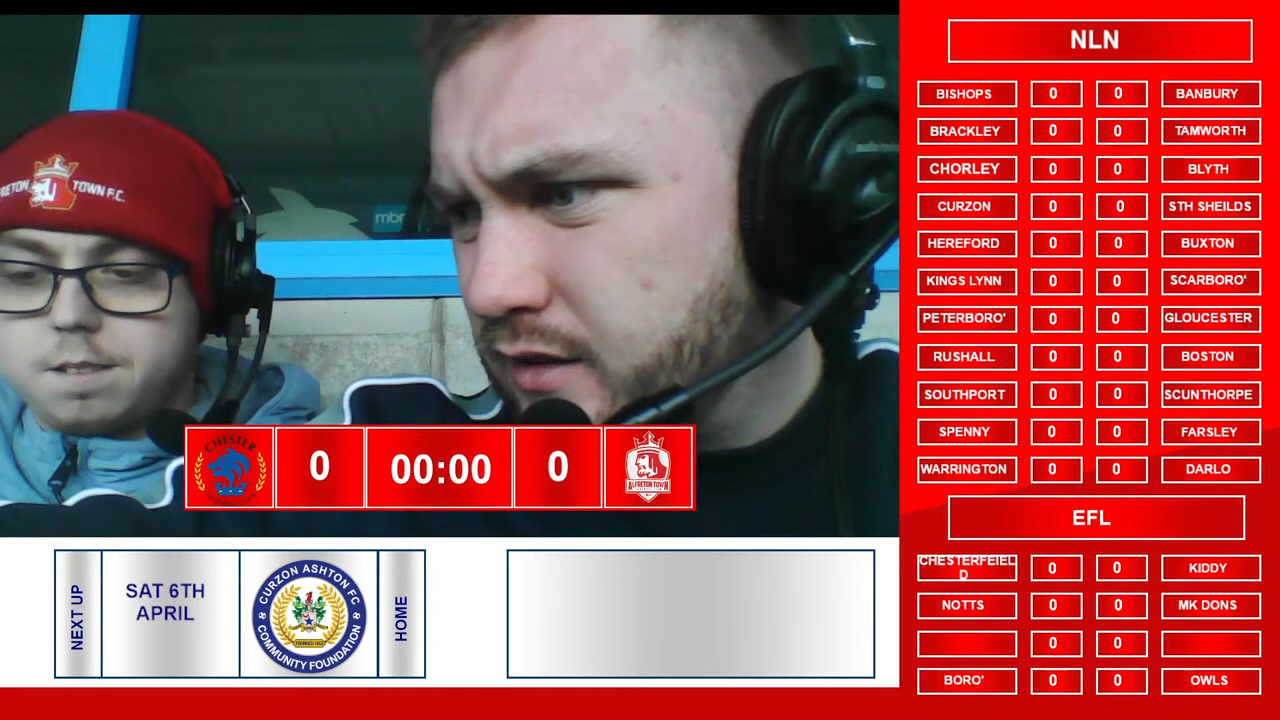 RETON TOWN F.C.
mbr
CHESTER
0
00:00
0
ALFRETON TOWN
NEXT UP
SAT 6TH
APRIL
CURZON ASHTON FC
COMMUNITY FOUNDATION
HOME
NLN
BISHOPS 0 0 BANBURY
BRACKLEY 0 0 TAMWORTH
CHORLEY 0 0 BLYTH
CURZON 0 0 STH SHEILDS
HEREFORD 0 0 BUXTON
KINGS LYNN 0 0 SCARBORO'
PETERBORO' 0 0 GLOUCESTER
RUSHALL 0 0 BOSTON
SOUTHPORT 0 0 SCUNTHORPE
SPENNY 0 0 FARSLEY
WARRINGTON 0 0 DARLO
EFL
CHESTERFEIEL
D 0 0 KIDDY
NOTTS 0 0 MK DONS
0 0
BORO' 0 0 OWLS